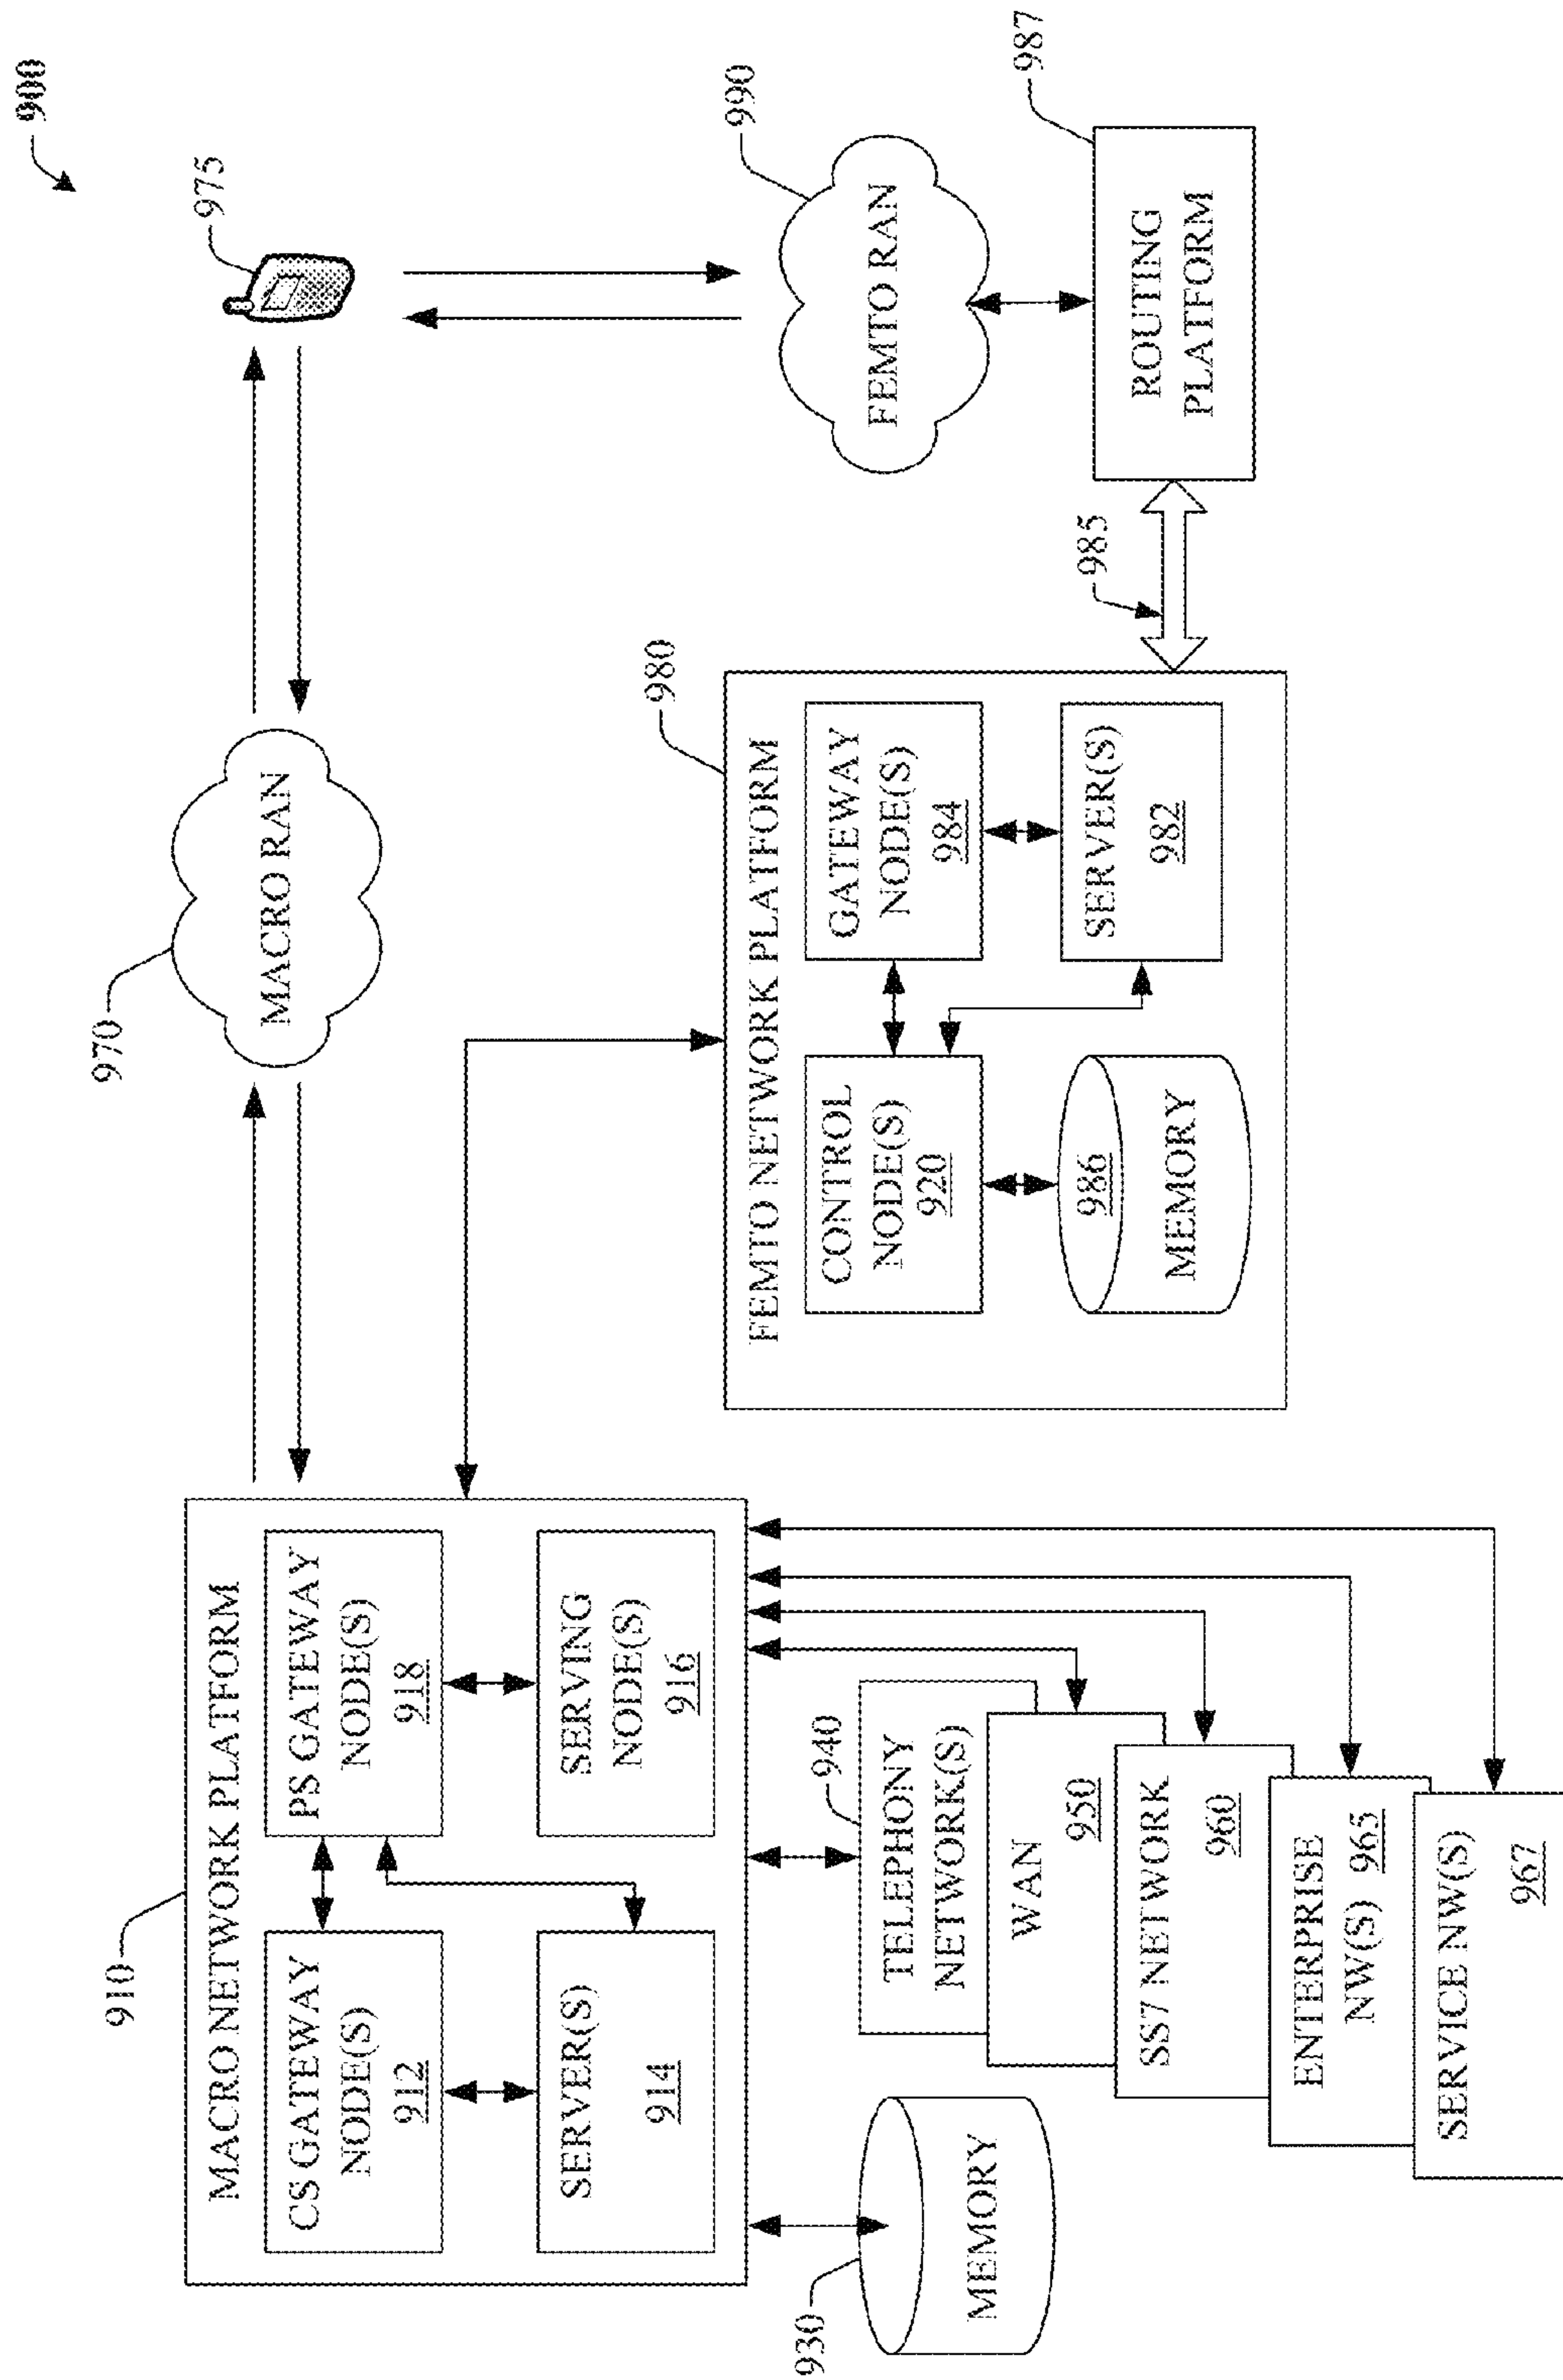 900
975
970
MACRO RAN
910
MACRO NETWORK PLATFORM
CS GATEWAY
NODE(S)
912
PS GATEWAY
NODE(S)
918
SERVER(S)
914
SERVING
NODE(S)
916
930
MEMORY
940
TELEPHONY
NETWORK(S)
WAN
950
SS7 NETWORK
960
ENTERPRISE
NW(S) 965
SERVICE NW(S)
967
980
FEMTO NETWORK PLATFORM
CONTROL
NODE(S)
920
GATEWAY
NODE(S)
984
986
MEMORY
SERVER(S)
982
985
990
FEMTO RAN
987
ROUTING
PLATFORM